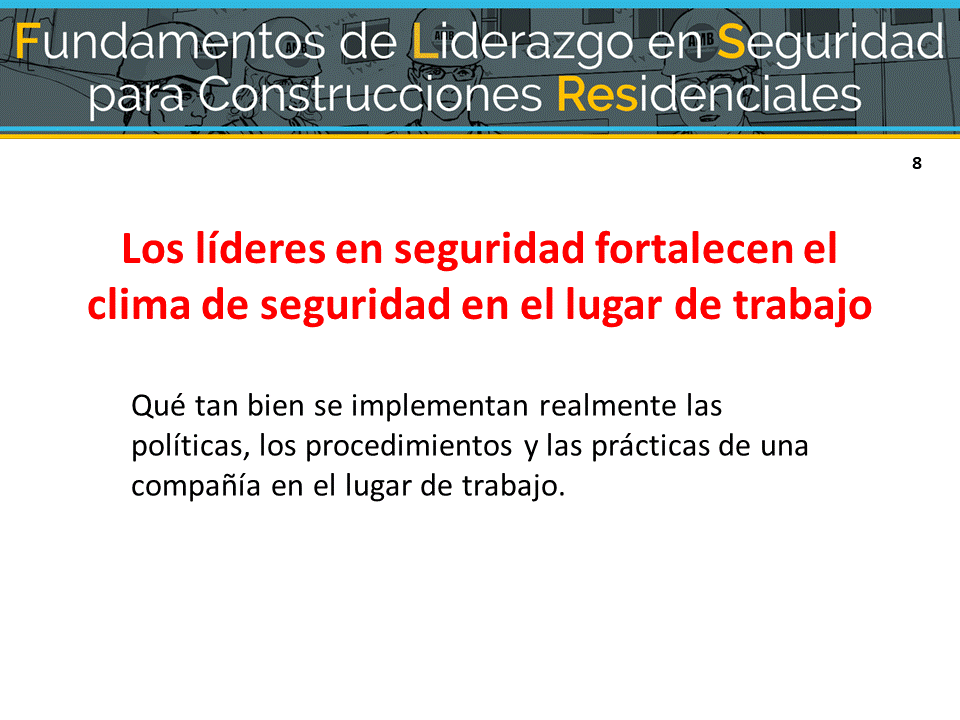 Fundamentos de Liderazgo en Seguridad
para Construcciones Residenciales
8
Los líderes en seguridad fortalecen el
clima de seguridad en el lugar de trabajo
Qué tan bien se implementan realmente las
políticas, los procedimientos y las prácticas de una
compañía en el lugar de trabajo.